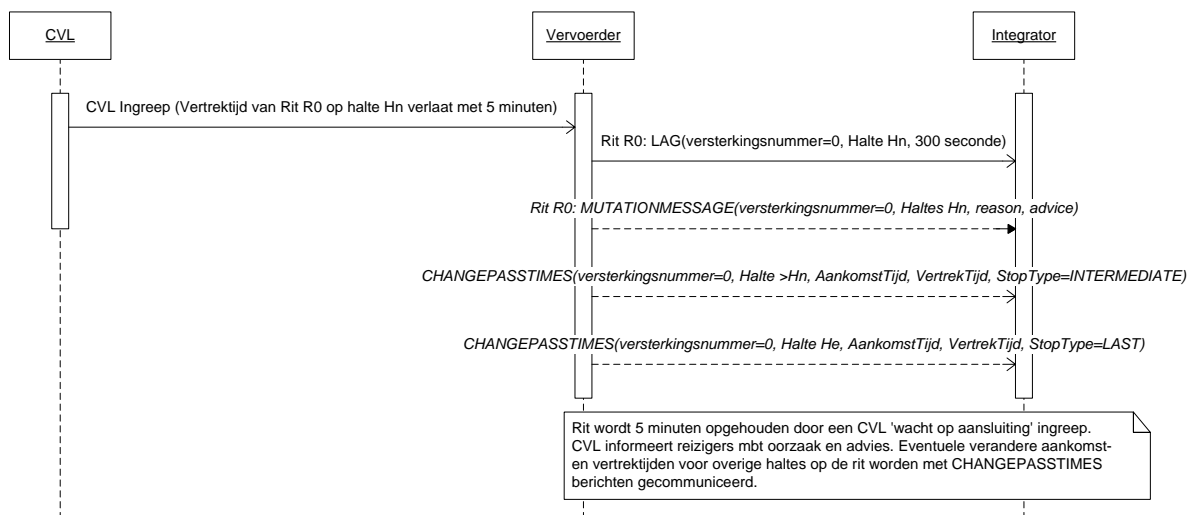 CVL
Vervoerder
Integrator
CVL Ingreep (Vertrektijd van Rit R0 op halte Hn verlaat met 5 minuten)
Rit R0: LAG(versterkingsnummer=0, Halte Hn, 300 seconde)
Rit R0: MUTATIONMESSAGE(versterkingsnummer=0, Haltes Hn, reason, advice)
CHANGEPASSTIMES(versterkingsnummer=0, Halte >Hn, AankomstTijd, VertrekTijd, StopType=INTERMEDIATE)
CHANGEPASSTIMES(versterkingsnummer=0, Halte He, AankomstTijd, VertrekTijd, StopType=LAST)
Rit wordt 5 minuten opgehouden door een CVL 'wacht op aansluiting' ingreep.
CVL informeert reizigers mbt oorzaak en advies. Eventuele verandere aankomst-
en vertrektijden voor overige haltes op de rit worden met CHANGEPASSTIMES
berichten gecommuniceerd.